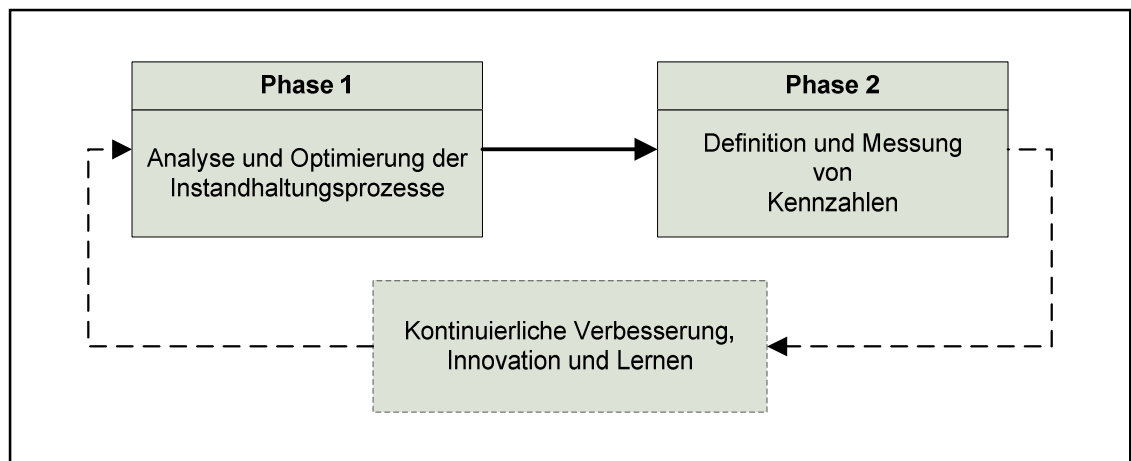 Phase 1
Analyse und Optimierung der
Instandhaltungsprozesse
Phase 2
Definition und Messung
von
Kennzahlen
Kontinuierliche Verbesserung,
Innovation und Lernen